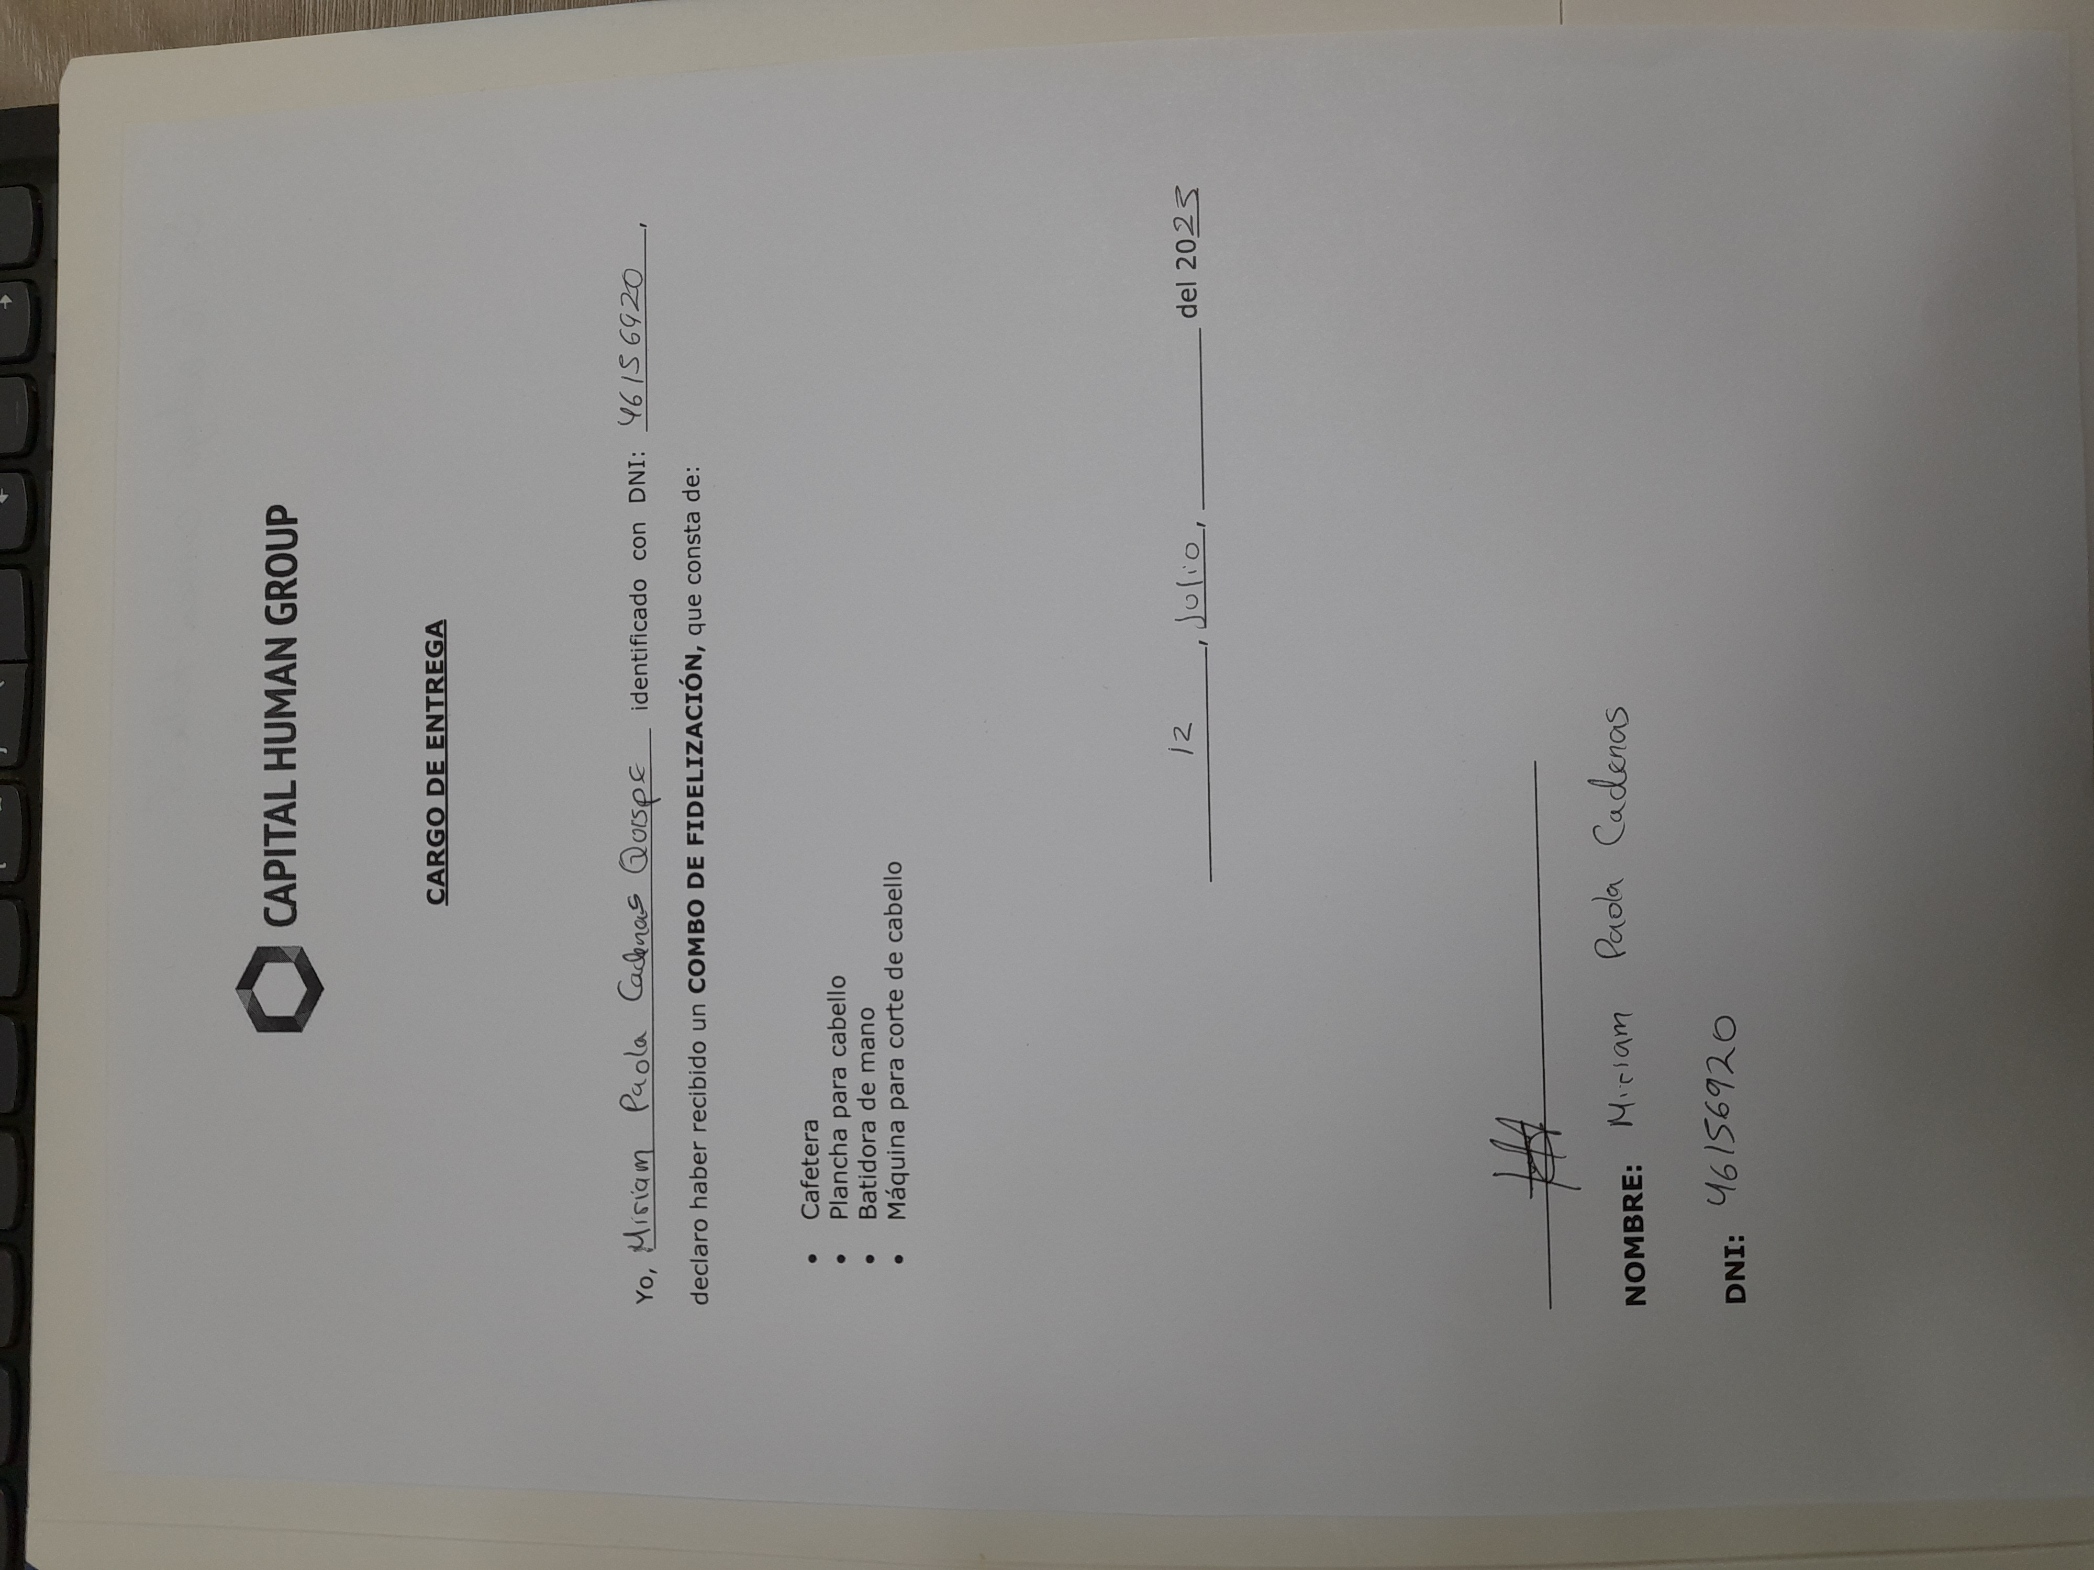 CAPITAL HUMAN GROUP
CARGO DE ENTREGA
Yo, Miriam Paola Cadenas Quispe identificado con DNI: 46156920,
declaro haber recibido un COMBO DE FIDELIZACIÓN, que consta de:
• Cafetera
• Plancha para cabello
• Batidora de mano
• Máquina para corte de cabello
12, Julio, ____________ del 2023
NOMBRE: Miriam Paola Cadenas
DNI: 46156920